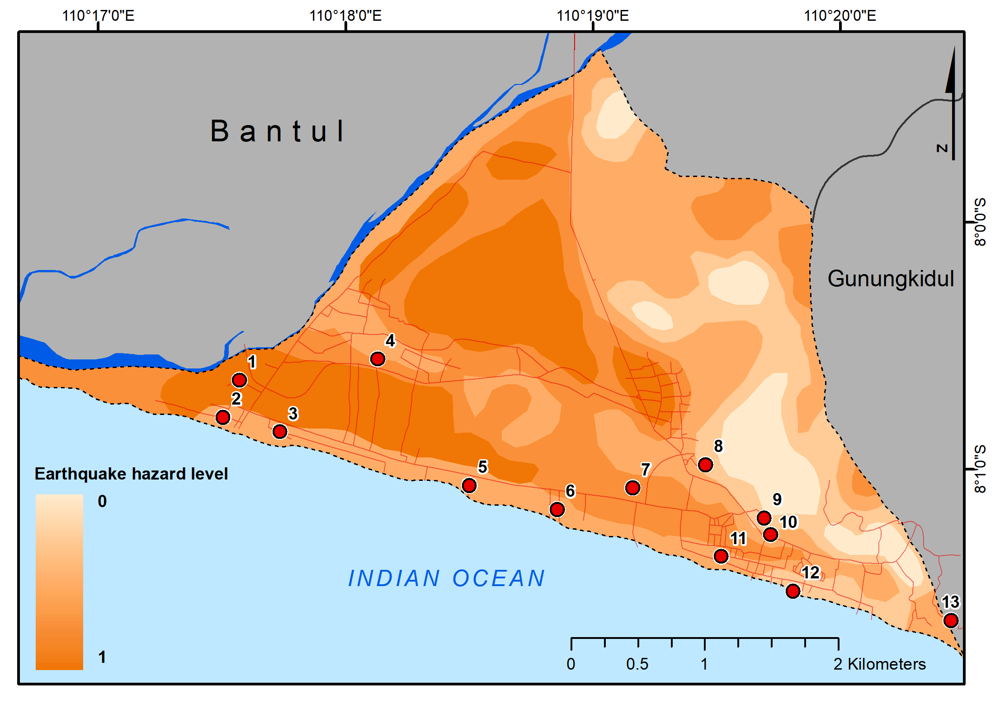 110°17'0"E 110°18'0"E 110°19'0"E 110°20'0"E
Bantul
z
8°0'0"S
Gunungkidul
4
1
2
3
8
5
7
6
9
10
11
12
13
8°1'0"S
Earthquake hazard level
0
1
INDIAN OCEAN
0 0.5 1 2 Kilometers